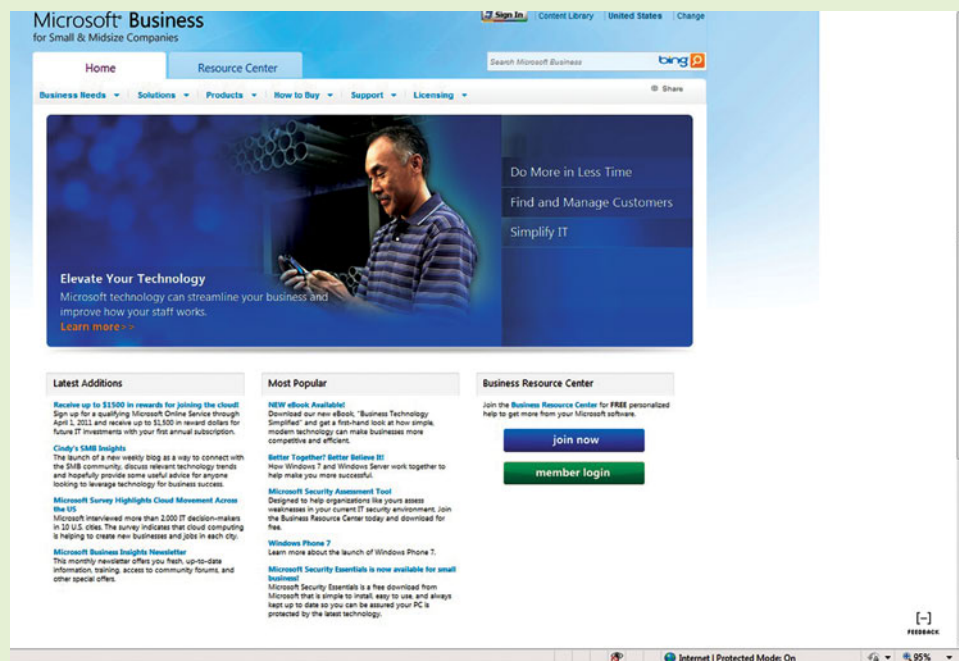 Microsoft® Business
for Small & Midsize Companies
Sign In Content Library United States Change
Home Resource Center
Search Microsoft Business bing
Business Needs Solutions Products How to Buy Support Licensing Share
Do More in Less Time
Find and Manage Customers
Simplify IT
Elevate Your Technology
Microsoft technology can streamline your business and
improve how your staff works.
Learn more>>
Latest Additions
Receive up to $1500 in rewards for joining the cloud!
Sign up for a qualifying Microsoft Online Service through
April 1, 2011 and receive up to $1,500 in reward dollars for
future IT investments with your first annual subscription.
Cindy's SMB Insights
The launch of a new weekly blog as a way to connect with
the SMB community, discuss relevant technology trends
and hopefully provide some useful advice for anyone
looking to leverage technology for business success.
Microsoft Survey Highlights Cloud Movement Across
the US
Microsoft interviewed more than 2,000 IT decision-makers
in 10 U.S. cities. The survey indicates that cloud computing
is helping to create new businesses and jobs in each city.
Microsoft Business Insights Newsletter
This monthly newsletter offers you fresh, up-to-date
information, training, access to community forums, and
other special offers.
Most Popular
NEW eBook Available!
Download our new eBook, "Business Technology
Simplified" and get a first-hand look at how simple,
modern technology can make businesses more
competitive and efficient.
Better Together? Better Believe It!
How Windows 7 and Windows Server work together to
help make you more successful.
Microsoft Security Assessment Tool
Designed to help organizations like yours assess
weaknesses in your current IT security environment. Join
the Business Resource Center today and download for
free.
Windows Phone 7
Learn more about the launch of Windows Phone 7.
Microsoft Security Essentials is now available for small
business!
Microsoft Security Essentials is a free download from
Microsoft that is simple to install, easy to use, and always
kept up to date so you can be assured your PC is
protected by the latest technology.
Business Resource Center
Join the Business Resource Center for FREE personalized
help to get more from your Microsoft software.
join now
member login
[–]
FEEDBACK
Internet | Protected Mode: On 95%